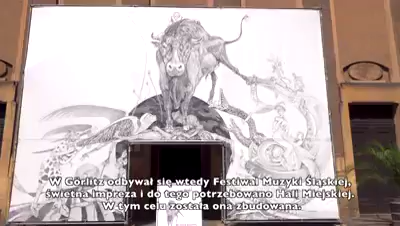 W Görlitz odbywał się wtedy Festiwal Muzyki Śląskiej,
świetna impreza i do tego potrzebowano Hali Miejskiej.
W tym celu została ona zbudowana.